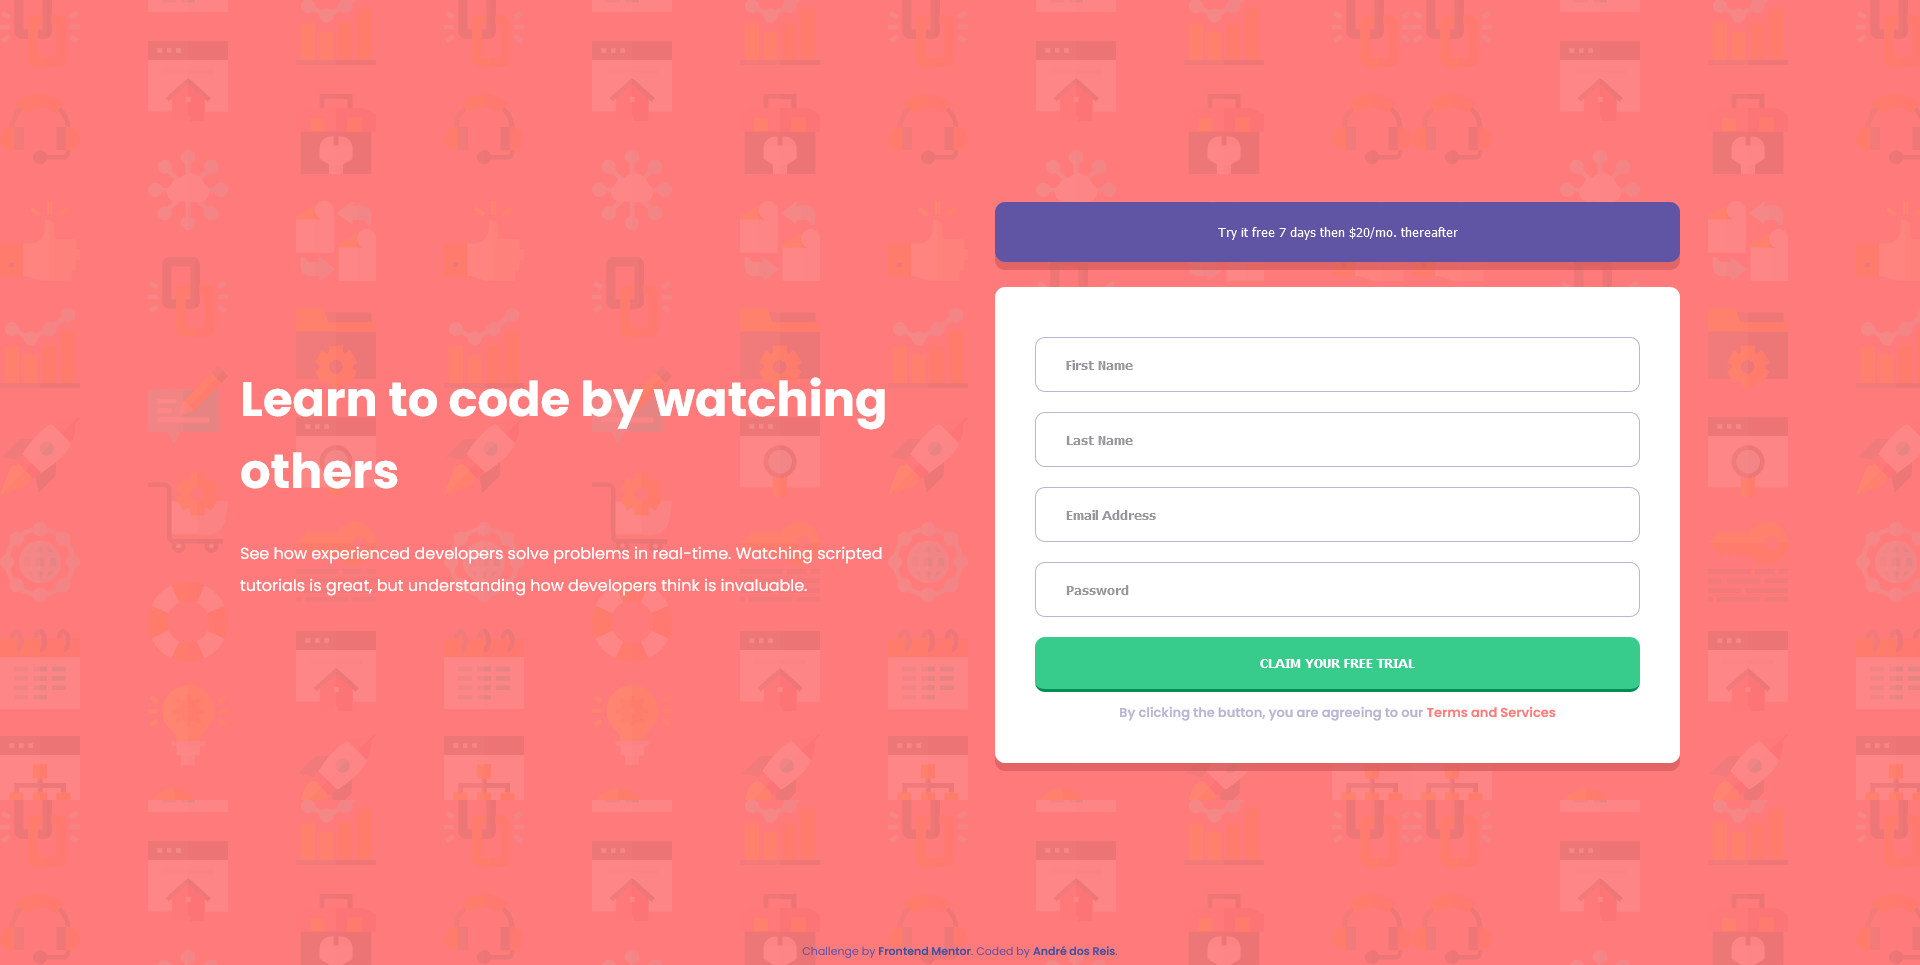 Learn to code by watching
others
See how experienced developers solve problems in real-time. Watching scripted
tutorials is great, but understanding how developers think is invaluable.
Try it free 7 days then $20/mo. thereafter
First Name
Last Name
Email Address
Password
CLAIM YOUR FREE TRIAL
By clicking the button, you are agreeing to our Terms and Services
Challenge by Frontend Mentor. Coded by André dos Reis.